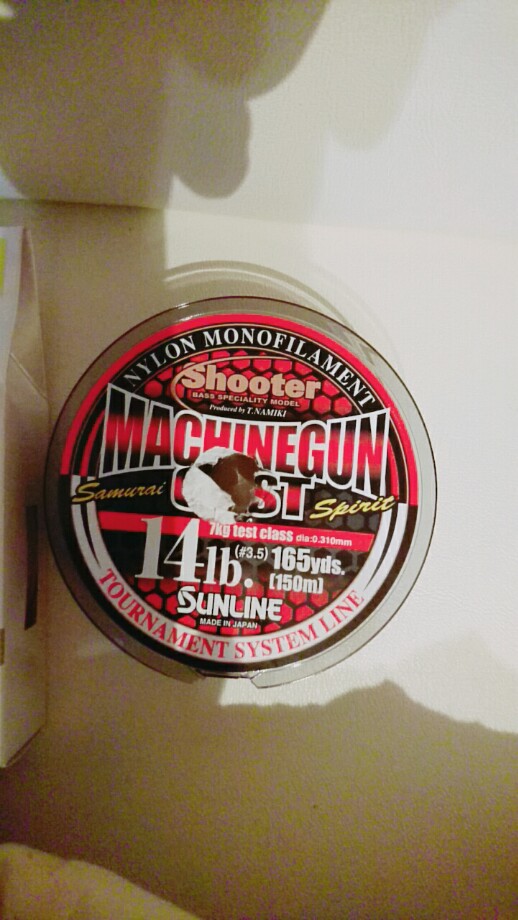 NYLON MONOFILAMENT
Shooter
BASS SPECIALITY MODEL
Produced by T.NAMIKI
MACHINEGUN
Samurai
Spirit
7kg test class dia:0.310mm
14lb. (#3.5) 165yds.
[150m]
SUNLINE
MADE IN JAPAN
TOURNAMENT SYSTEM LINE